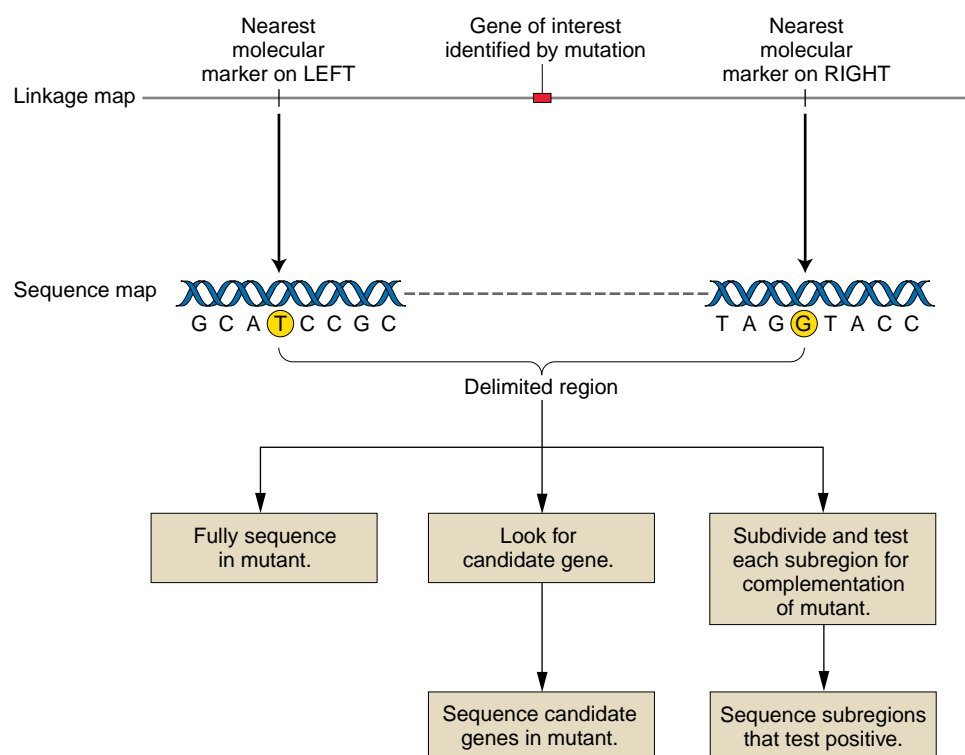 Nearest
molecular
marker on LEFT
Gene of interest
identified by mutation
Nearest
molecular
marker on RIGHT
Linkage map
Sequence map
G C A T C C G C
T A G G T A C C
Delimited region
Fully sequence
in mutant.
Look for
candidate gene.
Subdivide and test
each subregion for
complementation
of mutant.
Sequence candidate
genes in mutant.
Sequence subregions
that test positive.